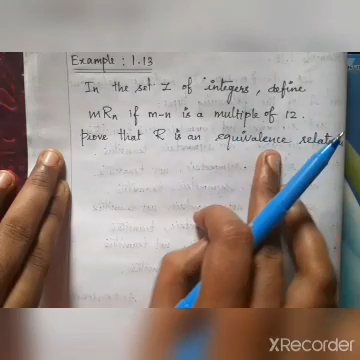 Example : 1.13
In the set Z of integers, define
mRn if m-n is a multiple of 12.
Prove that R is an equivalence
XRecorder